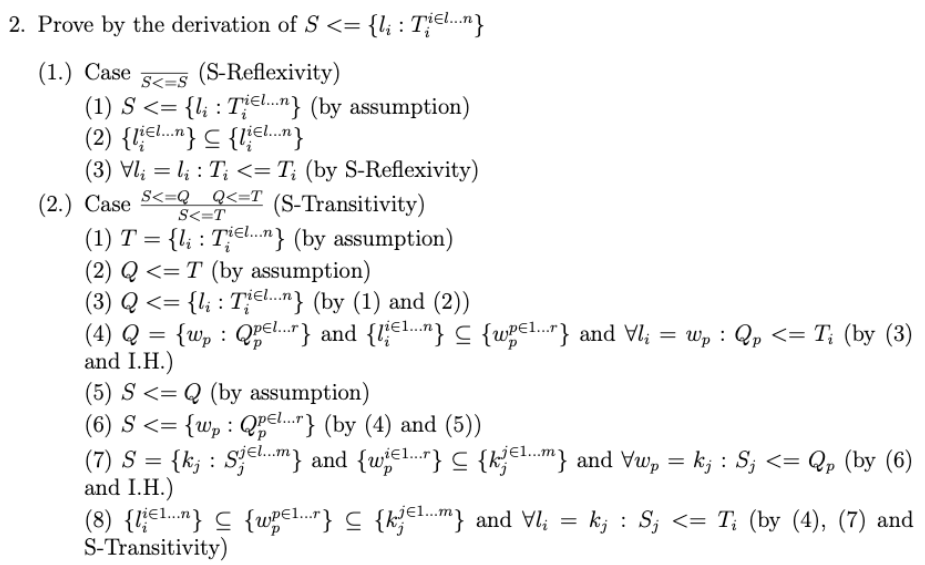 2. Prove by the derivation of S <= {l_i : T_i^{i∈l...n}}
(1.) Case \frac{}{S<=S} (S-Reflexivity)
(1) S <= {l_i : T_i^{i∈l...n}} (by assumption)
(2) {l_i^{i∈l...n}} ⊆ {l_i^{i∈l...n}}
(3) ∀l_i = l_i : T_i <= T_i (by S-Reflexivity)
(2.) Case \frac{S<=Q   Q<=T}{S<=T} (S-Transitivity)
(1) T = {l_i : T_i^{i∈l...n}} (by assumption)
(2) Q <= T (by assumption)
(3) Q <= {l_i : T_i^{i∈l...n}} (by (1) and (2))
(4) Q = {w_p : Q_p^{p∈l...r}} and {l_i^{i∈1...n}} ⊆ {w_p^{p∈1...r}} and ∀l_i = w_p : Q_p <= T_i (by (3)
and I.H.)
(5) S <= Q (by assumption)
(6) S <= {w_p : Q_p^{p∈l...r}} (by (4) and (5))
(7) S = {k_j : S_j^{j∈l...m}} and {w_p^{i∈1...r}} ⊆ {k_j^{j∈1...m}} and ∀w_p = k_j : S_j <= Q_p (by (6)
and I.H.)
(8) {l_i^{i∈1...n}} ⊆ {w_p^{p∈1...r}} ⊆ {k_j^{j∈1...m}} and ∀l_i = k_j : S_j <= T_i (by (4), (7) and
S-Transitivity)